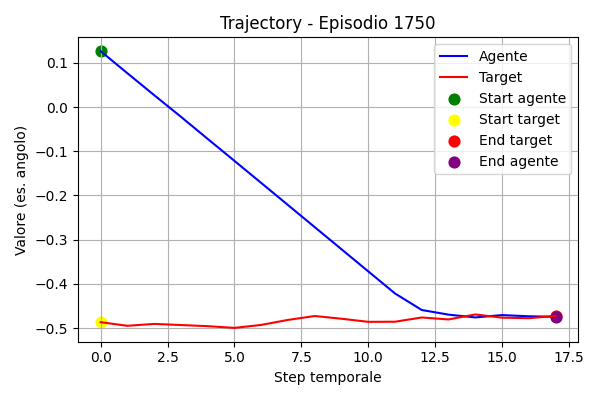 Trajectory - Episodio 1750
Valore (es. angolo)
0.1
0.0
−0.1
−0.2
−0.3
−0.4
−0.5
Agente
Target
Start agente
Start target
End target
End agente
0.0 2.5 5.0 7.5 10.0 12.5 15.0 17.5
Step temporale